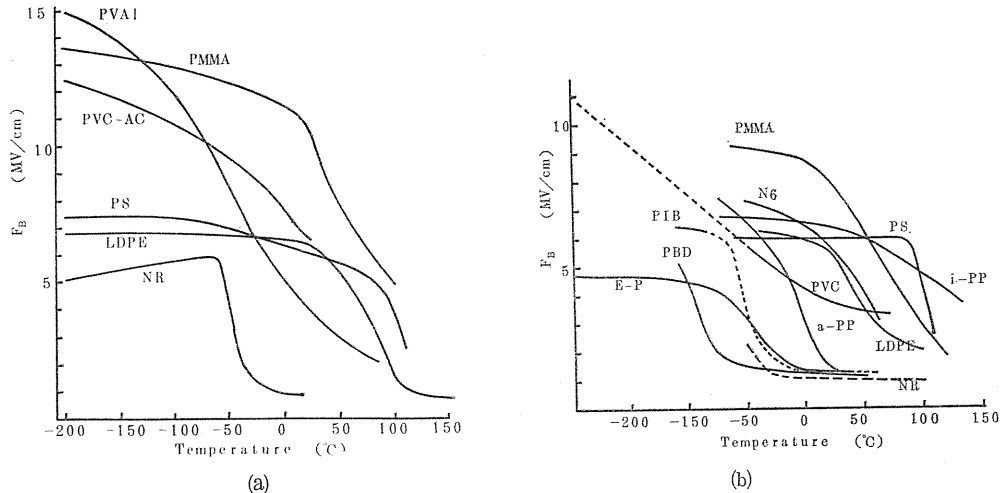 15
10
5
F_B (MV/cm)
PVAl
PMMA
PVC-AC
PS
LDPE
NR
-200 -150 -100 -50 0 50 100 150
Temperature (°C)
(a)
10
5
F_B (MV/cm)
PMMA
N6
PIB
PS
PBD
E-P
i-PP
PVC
a-PP
LDPE
NR
-200 -150 -100 -50 0 50 100 150
Temperature (°C)
(b)